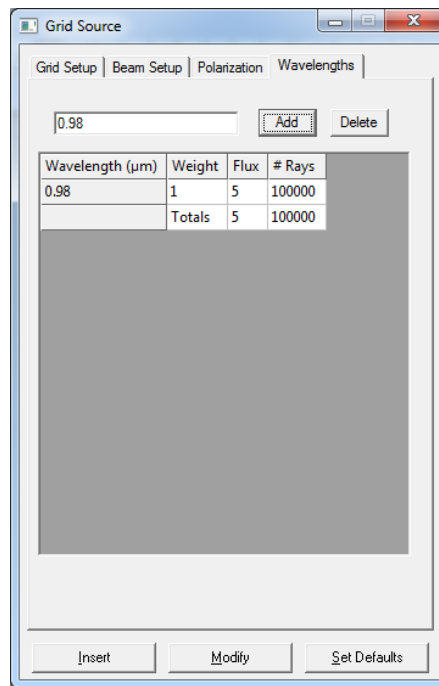 Grid Source
Grid Setup Beam Setup Polarization Wavelengths
0.98 Add Delete
Wavelength (µm) Weight Flux # Rays
0.98 1 5 100000
Totals 5 100000
Insert Modify Set Defaults